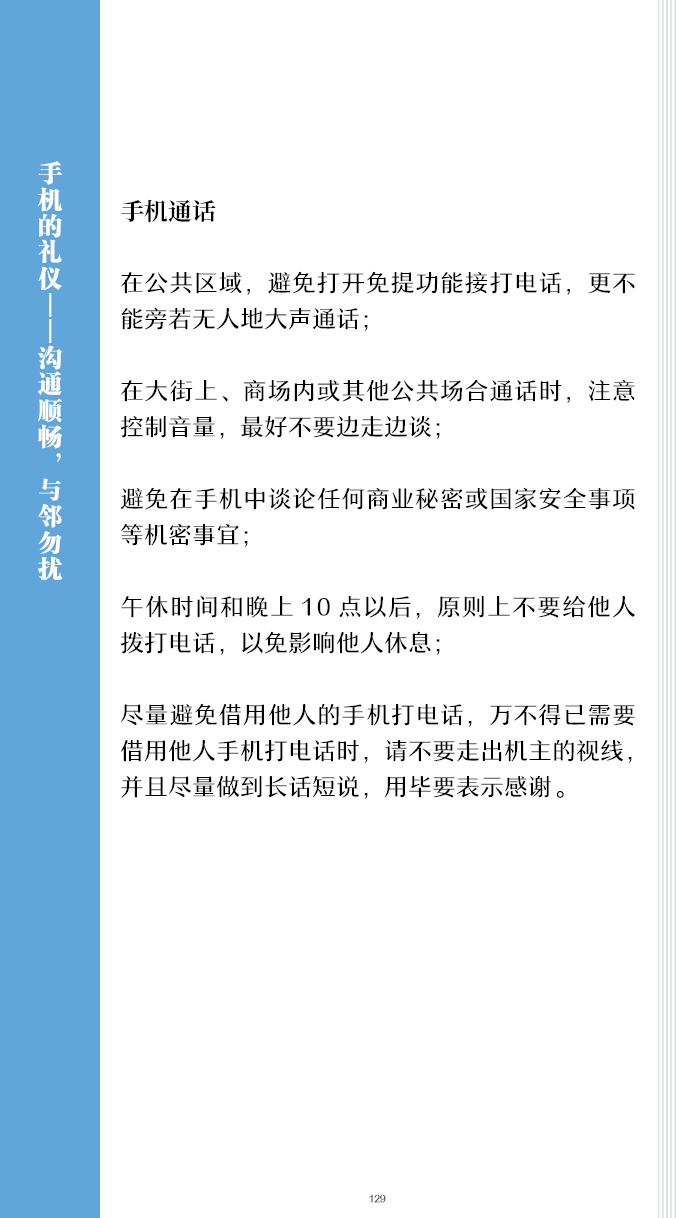 手机的礼仪——沟通顺畅，与邻勿扰
手机通话
在公共区域，避免打开免提功能接打电话，更不
能旁若无人地大声通话；
在大街上、商场内或其他公共场合通话时，注意
控制音量，最好不要边走边谈；
避免在手机中谈论任何商业秘密或国家安全事项
等机密事宜；
午休时间和晚上 10 点以后，原则上不要给他人
拨打电话，以免影响他人休息；
尽量避免借用他人的手机打电话，万不得已需要
借用他人手机打电话时，请不要走出机主的视线，
并且尽量做到长话短说，用毕要表示感谢。
129